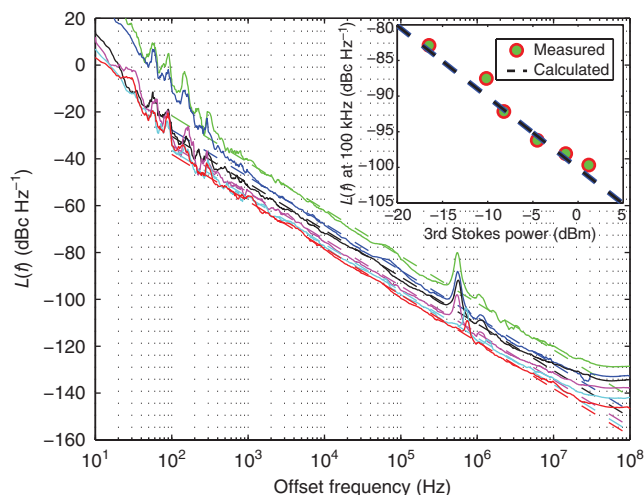 20
0
−20
−40
−60
−80
−100
−120
−140
−160
L(f) (dBc Hz⁻¹)
10¹ 10² 10³ 10⁴ 10⁵ 10⁶ 10⁷ 10⁸
Offset frequency (Hz)
−80
−85
−90
−95
−100
−105
L(f) at 100 kHz (dBc Hz⁻¹)
Measured
Calculated
−20 −10 −5 0 5
3rd Stokes power (dBm)